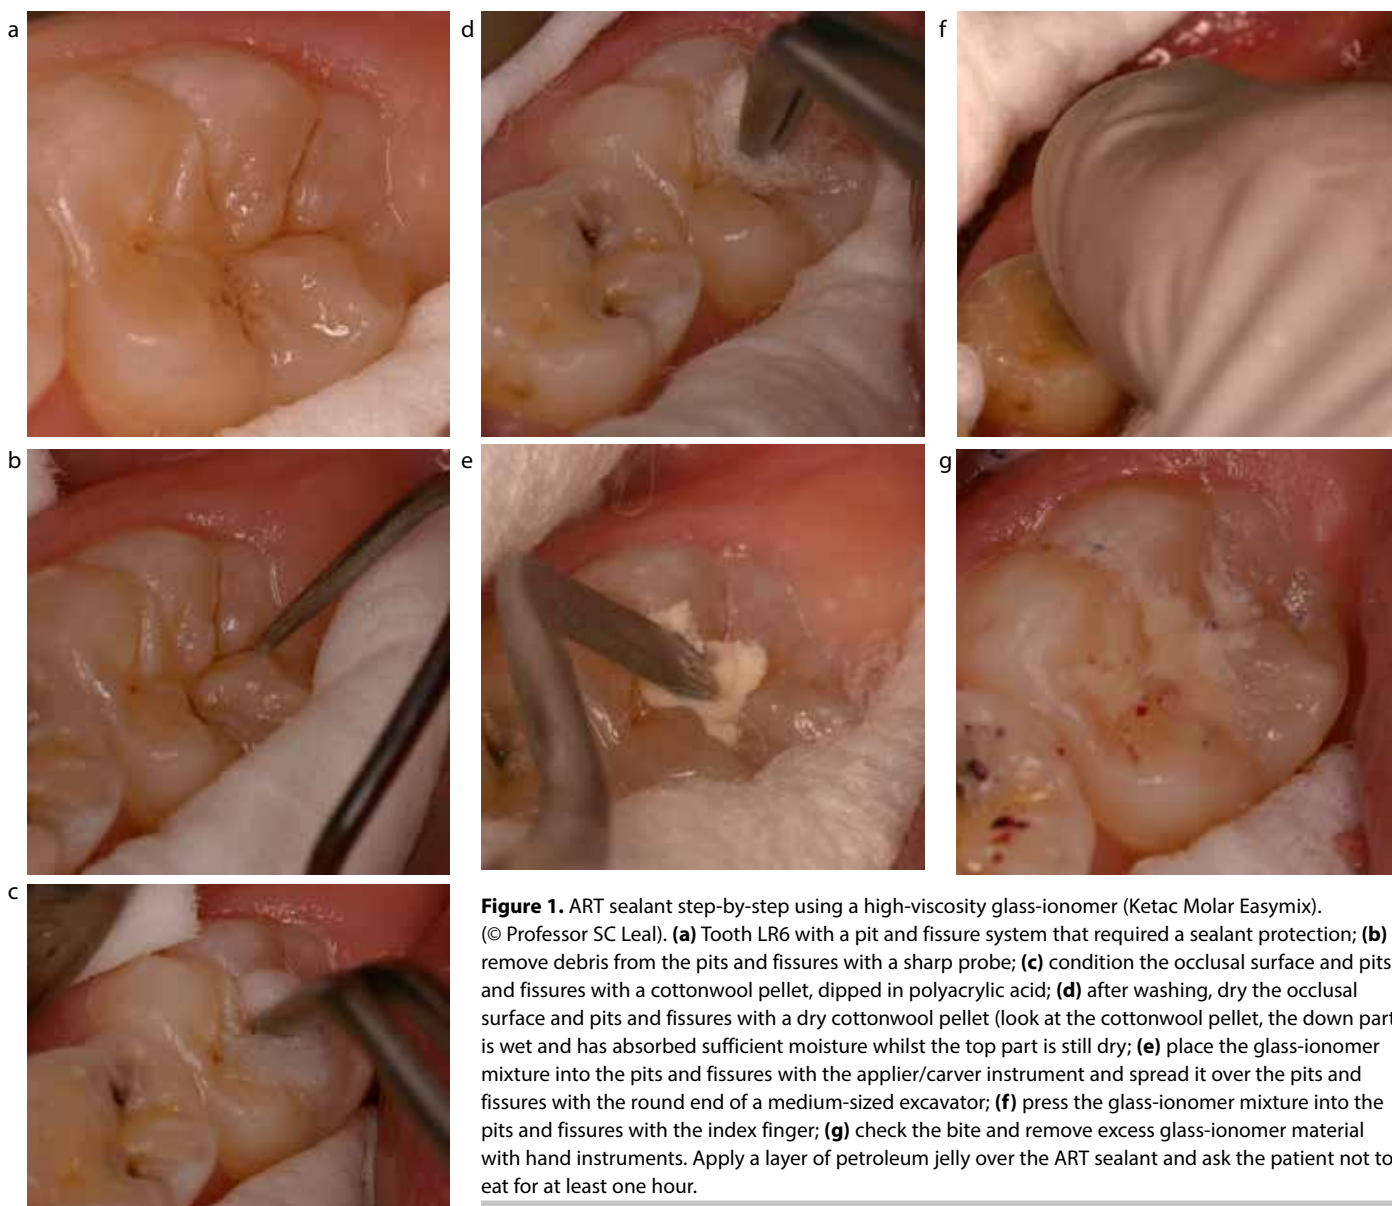 a
d
f
b
e
g
c
Figure 1. ART sealant step-by-step using a high-viscosity glass-ionomer (Ketac Molar Easymix).
(© Professor SC Leal). (a) Tooth LR6 with a pit and fissure system that required a sealant protection; (b)
remove debris from the pits and fissures with a sharp probe; (c) condition the occlusal surface and pits
and fissures with a cottonwool pellet, dipped in polyacrylic acid; (d) after washing, dry the occlusal
surface and pits and fissures with a dry cottonwool pellet (look at the cottonwool pellet, the down part
is wet and has absorbed sufficient moisture whilst the top part is still dry; (e) place the glass-ionomer
mixture into the pits and fissures with the applier/carver instrument and spread it over the pits and
fissures with the round end of a medium-sized excavator; (f) press the glass-ionomer mixture into the
pits and fissures with the index finger; (g) check the bite and remove excess glass-ionomer material
with hand instruments. Apply a layer of petroleum jelly over the ART sealant and ask the patient not to
eat for at least one hour.